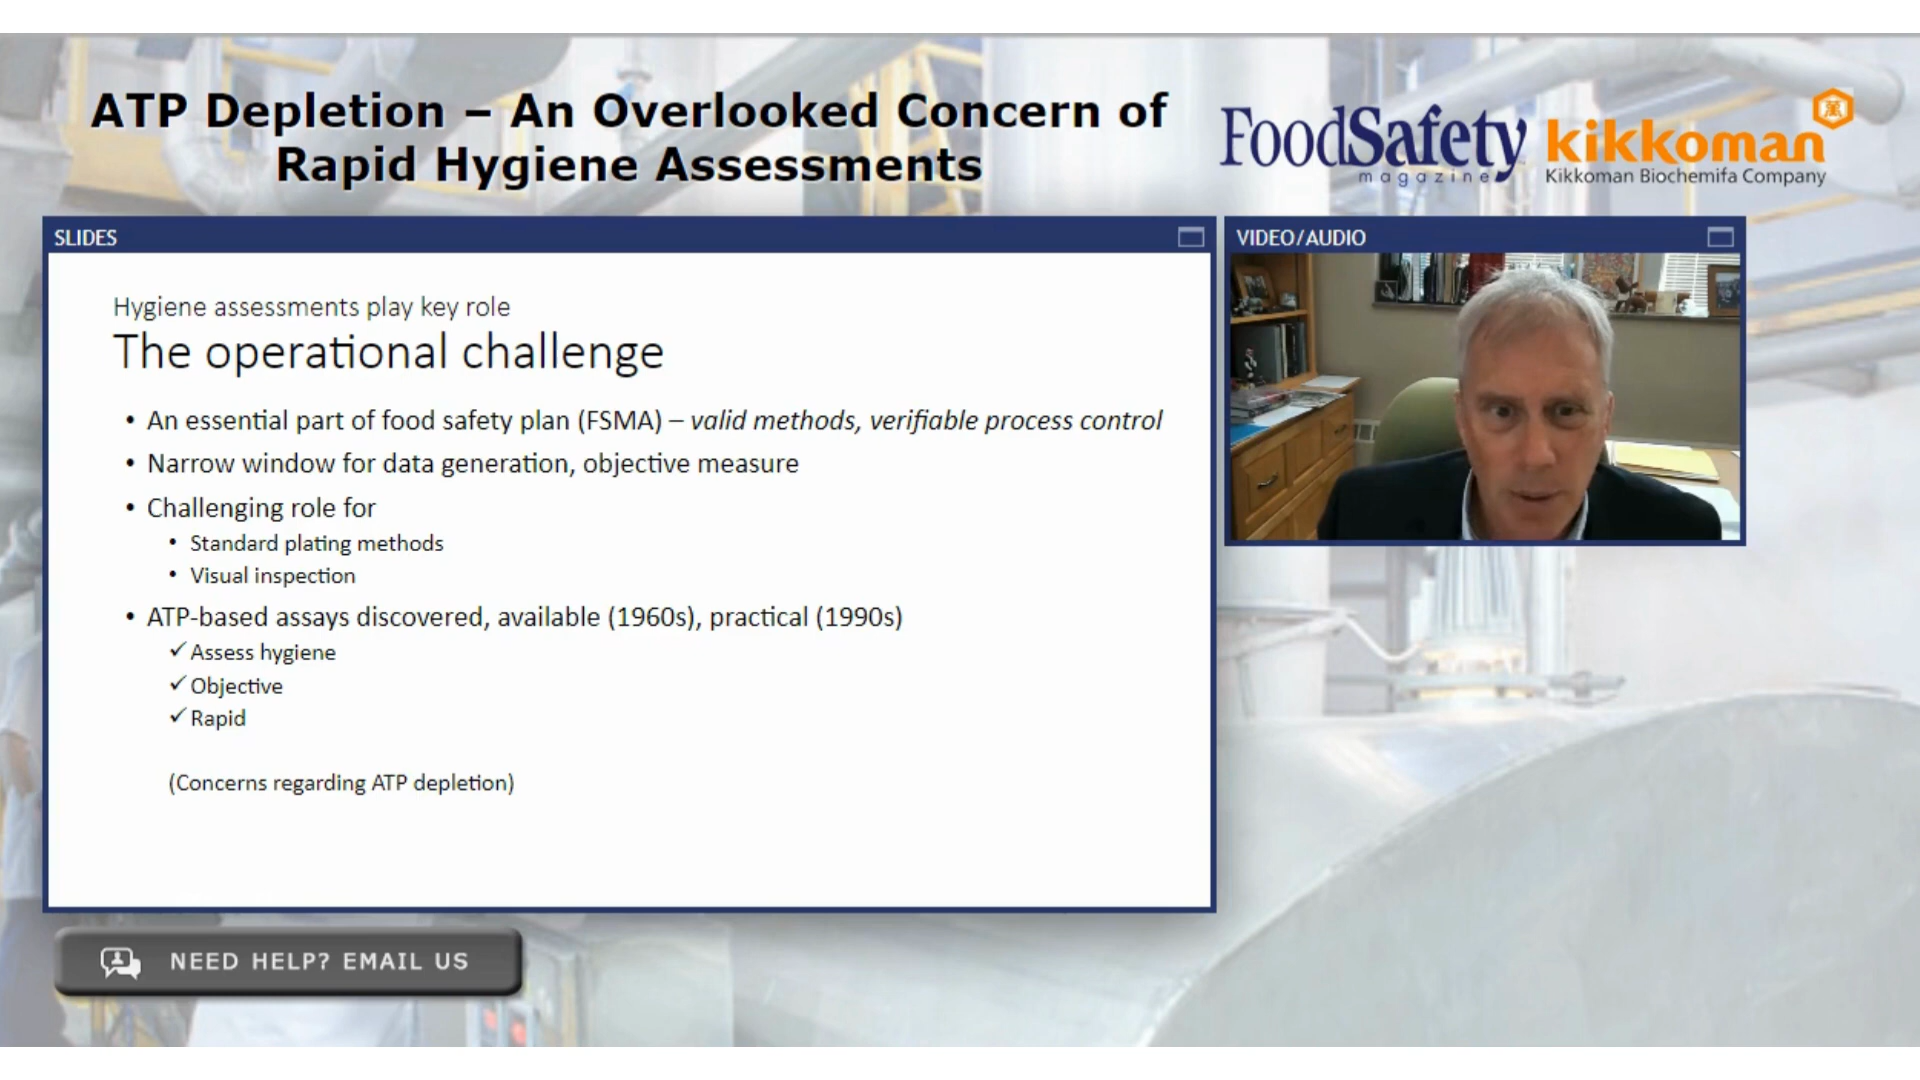 ATP Depletion – An Overlooked Concern of
Rapid Hygiene Assessments
FoodSafety
magazine
kikkoman
Kikkoman Biochemifa Company
SLIDES
VIDEO/AUDIO
Hygiene assessments play key role
The operational challenge
• An essential part of food safety plan (FSMA) – valid methods, verifiable process control
• Narrow window for data generation, objective measure
• Challenging role for
• Standard plating methods
• Visual inspection
• ATP-based assays discovered, available (1960s), practical (1990s)
✓ Assess hygiene
✓ Objective
✓ Rapid
(Concerns regarding ATP depletion)
NEED HELP? EMAIL US